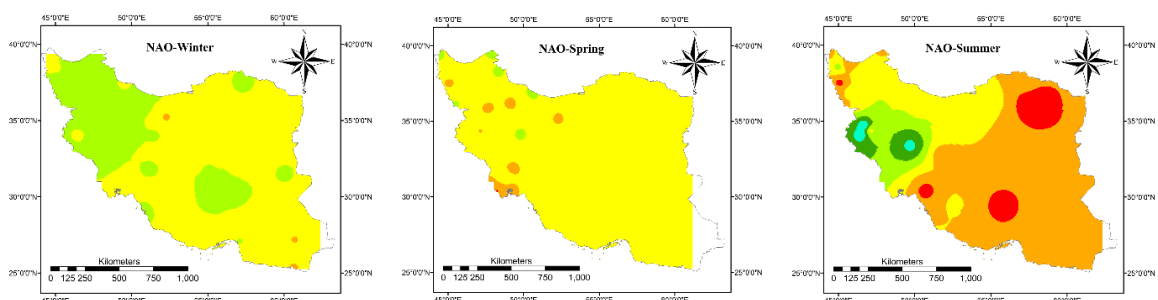 45°0'0"E 50°0'0"E 55°0'0"E 60°0'0"E
40°0'0"N NAO-Winter N 40°0'0"N
W E
S
35°0'0"N 35°0'0"N
30°0'0"N 30°0'0"N
Kilometers
25°0'0"N 0 125 250 500 750 1,000 25°0'0"N
45°0'0"E 50°0'0"E 55°0'0"E 60°0'0"E
40°0'0"N NAO-Spring N 40°0'0"N
W E
S
35°0'0"N 35°0'0"N
30°0'0"N 30°0'0"N
Kilometers
25°0'0"N 0 125 250 500 750 1,000 25°0'0"N
45°0'0"E 50°0'0"E 55°0'0"E 60°0'0"E
40°0'0"N NAO-Summer N 40°0'0"N
W E
S
35°0'0"N 35°0'0"N
30°0'0"N 30°0'0"N
Kilometers
25°0'0"N 0 125 250 500 750 1,000 25°0'0"N